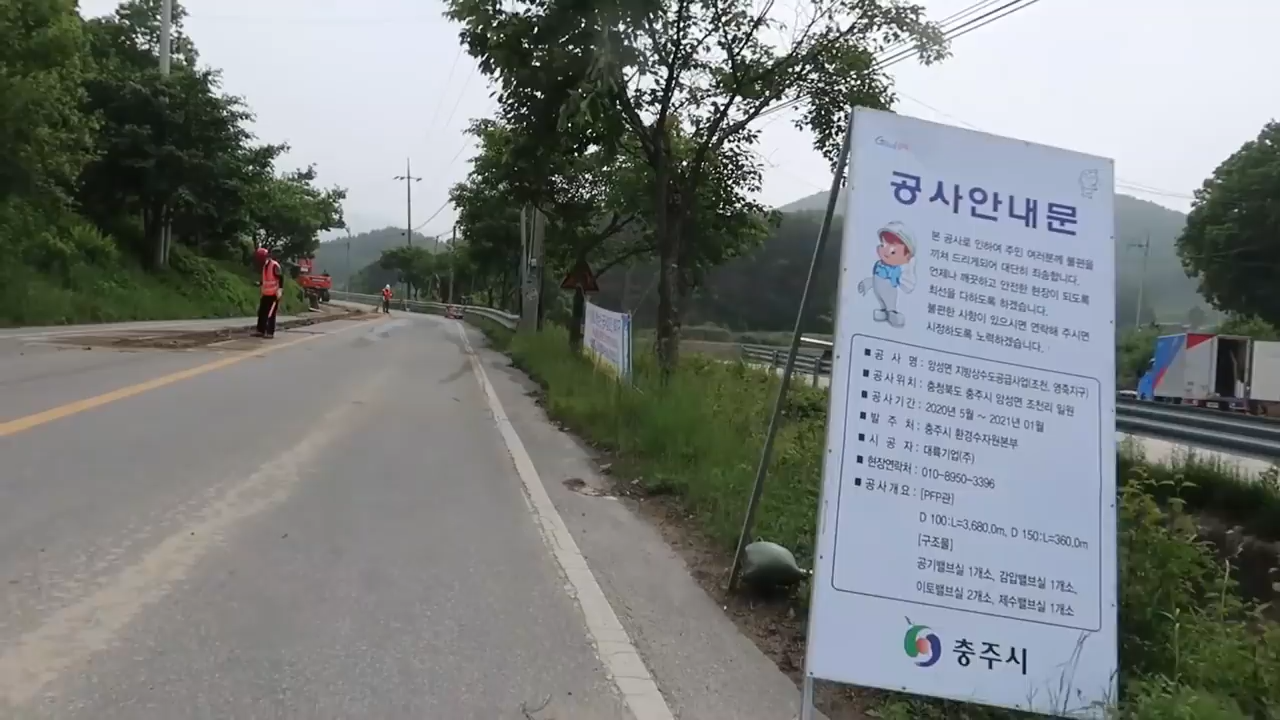 공사안내문
본 공사로 인하여 주민 여러분께 불편을
끼쳐 드리게되어 대단히 죄송합니다.
언제나 깨끗하고 안전한 현장이 되도록
최선을 다하도록 하겠습니다.
불편한 사항이 있으시면 연락해 주시면
시정하도록 노력하겠습니다.
■ 공 사 명 : 앙성면 지방상수도공급사업(조천, 영죽지구)
■ 공사위치 : 충청북도 충주시 앙성면 조천리 일원
■ 공사기간 : 2020년 5월 ~ 2021년 01월
■ 발 주 처 : 충주시 환경수자원본부
■ 시 공 자 : 대륙기업(주)
■ 현장연락처 : 010-8950-3396
■ 공사개요 : [PFP관]
D 100:L=3,680.0m, D 150:L=360.0m
[구조물]
공기밸브실 1개소, 감압밸브실 1개소,
이토밸브실 2개소, 제수밸브실 1개소
충주시